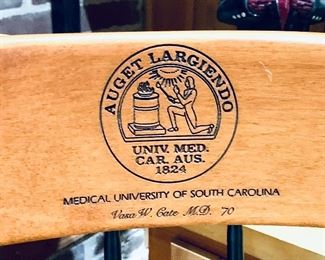 AUGET LARGIENDO
UNIV. MED.
CAR. AUS.
1824
MEDICAL UNIVERSITY OF SOUTH CAROLINA
Vasa W. Cate M.D. 70